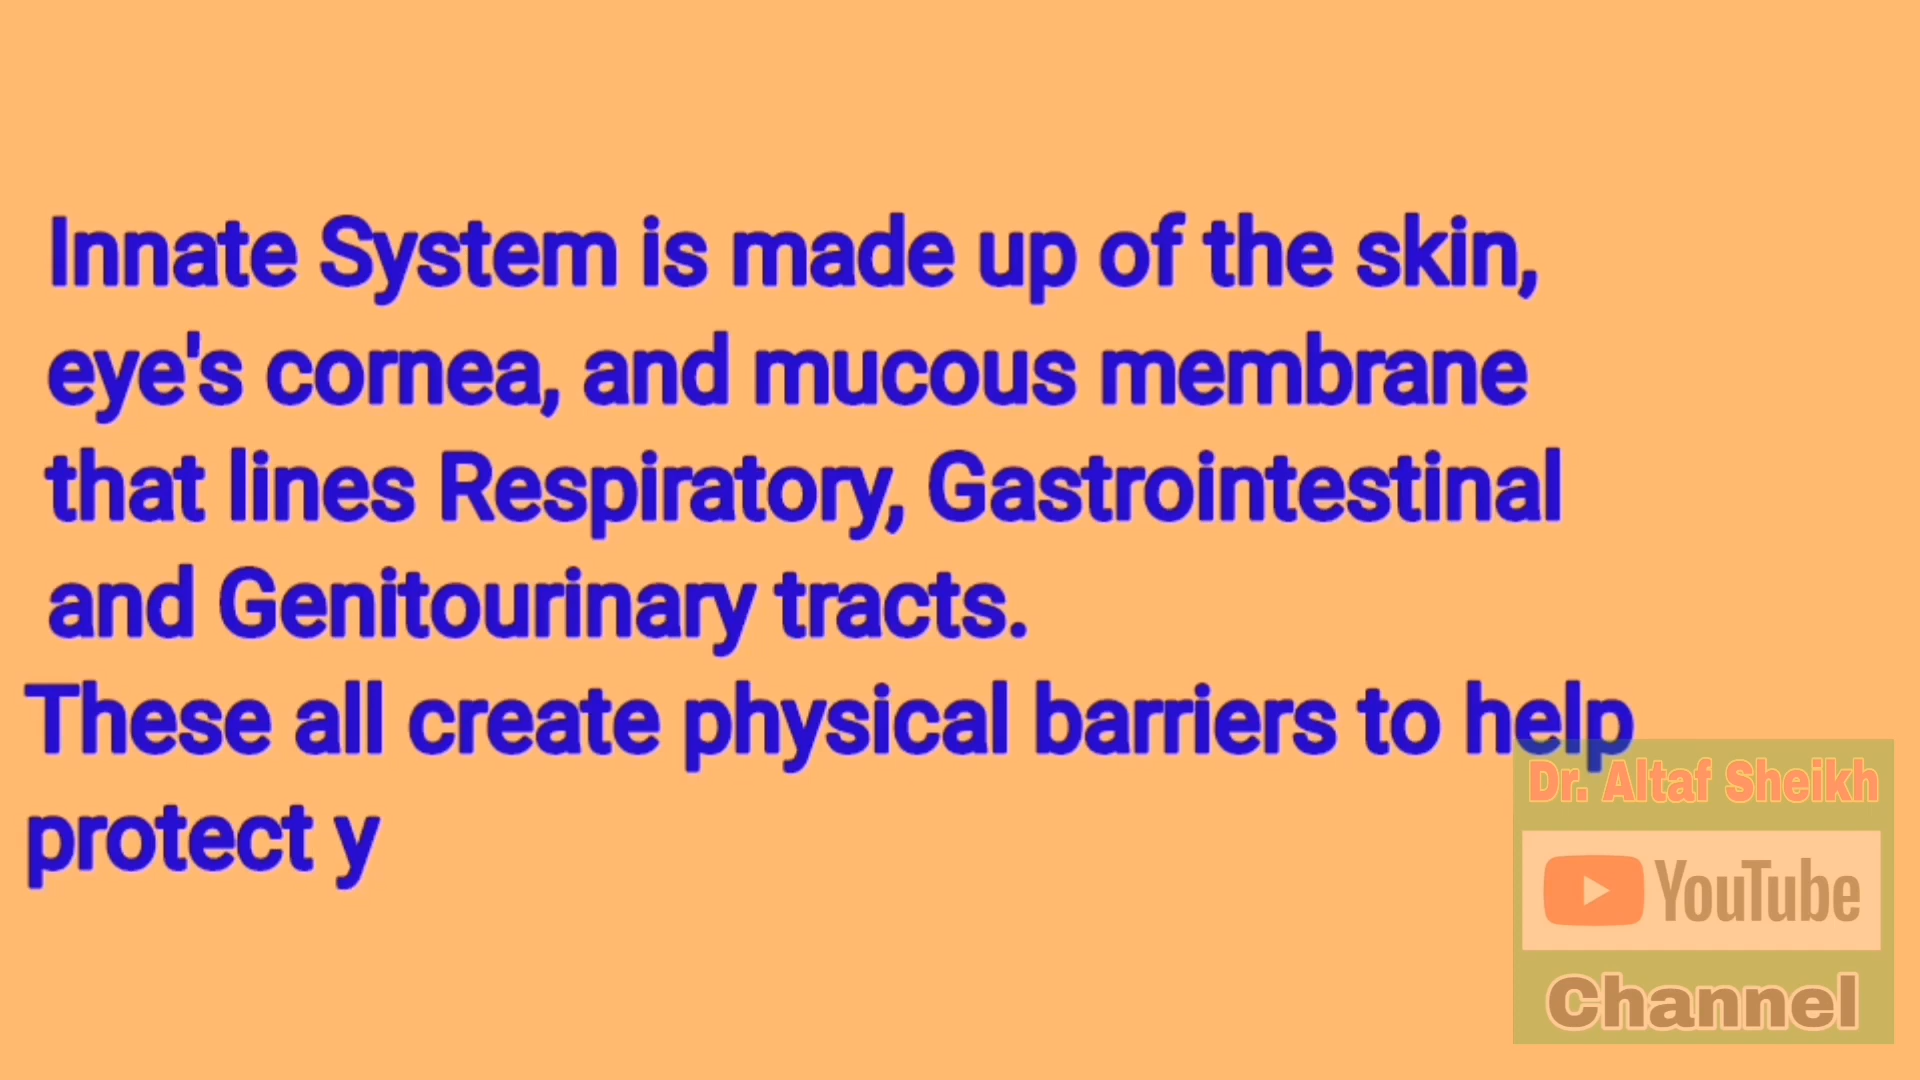 Innate System is made up of the skin,
eye's cornea, and mucous membrane
that lines Respiratory, Gastrointestinal
and Genitourinary tracts.
These all create physical barriers to help
protect y
Dr. Altaf Sheikh
YouTube
Channel